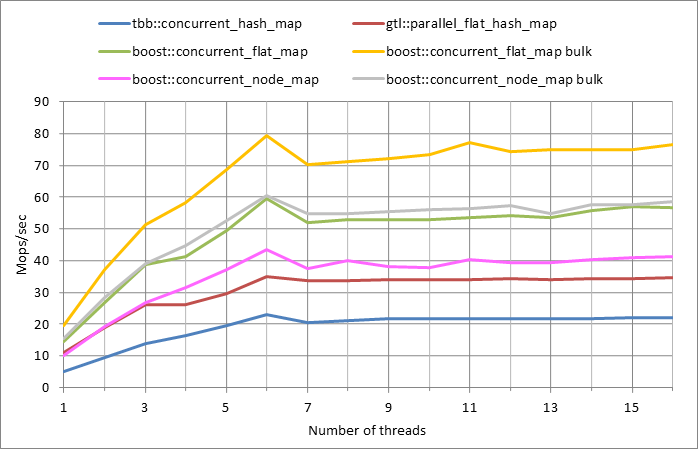 tbb::concurrent_hash_map gtl::parallel_flat_hash_map
boost::concurrent_flat_map boost::concurrent_flat_map bulk
boost::concurrent_node_map boost::concurrent_node_map bulk
90
80
70
60
50
40
30
20
10
0
Mops/sec
1 3 5 7 9 11 13 15
Number of threads